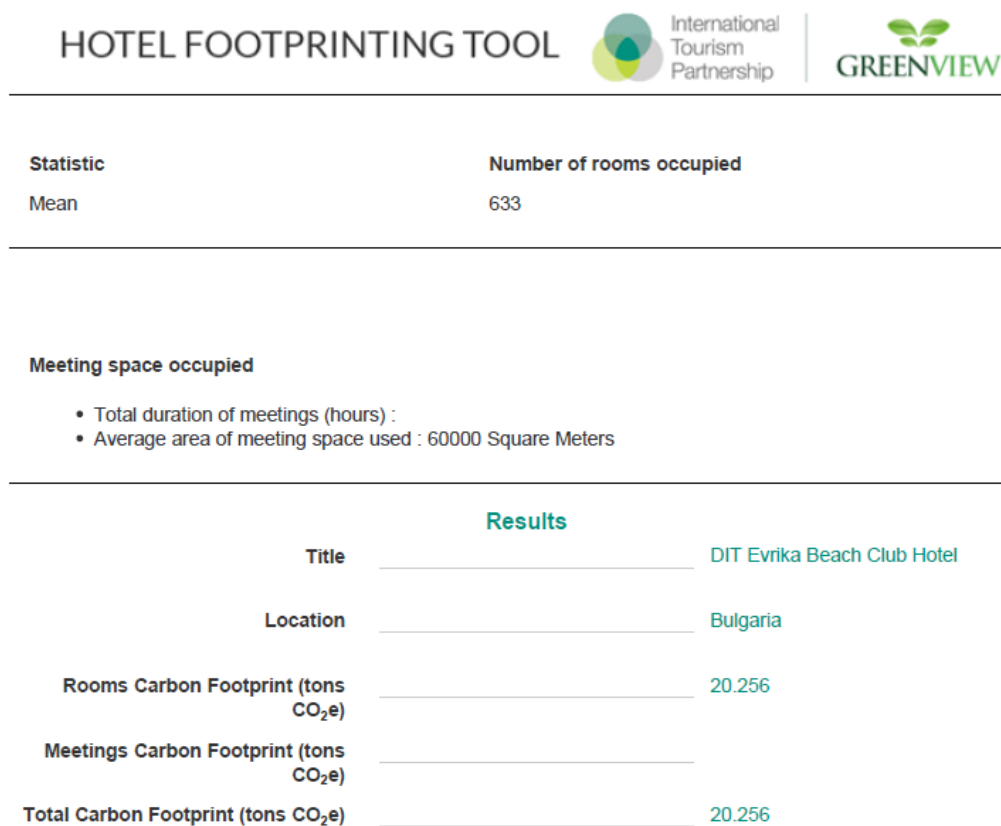 HOTEL FOOTPRINTING TOOL
International
Tourism
Partnership
GREENVIEW
Statistic Number of rooms occupied
Mean 633
Meeting space occupied
• Total duration of meetings (hours) :
• Average area of meeting space used : 60000 Square Meters
Results
Title DIT Evrika Beach Club Hotel
Location Bulgaria
Rooms Carbon Footprint (tons 20.256
CO₂e)
Meetings Carbon Footprint (tons
CO₂e)
Total Carbon Footprint (tons CO₂e) 20.256